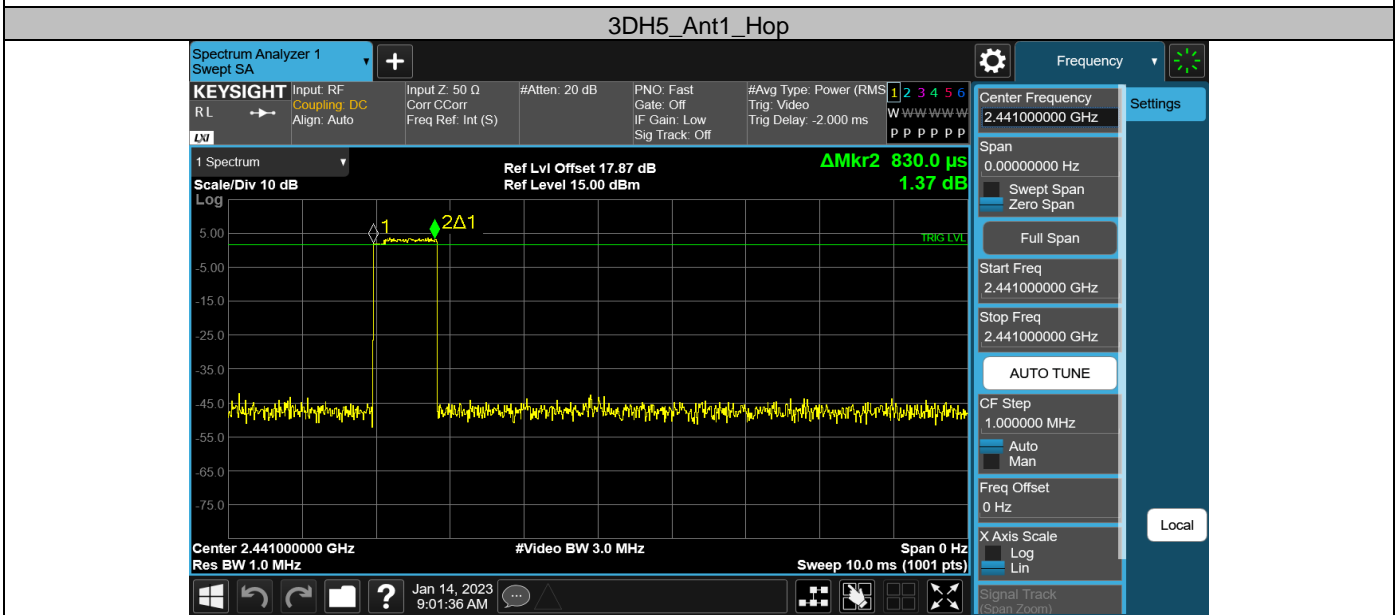 3DH5_Ant1_Hop
Spectrum Analyzer 1
Swept SA
Frequency
KEYSIGHT
RL
LXI
Input: RF
Coupling: DC
Align: Auto
Input Z: 50 Ω
Corr CCorr
Freq Ref: Int (S)
#Atten: 20 dB
PNO: Fast
Gate: Off
IF Gain: Low
Sig Track: Off
#Avg Type: Power (RMS
Trig: Video
Trig Delay: -2.000 ms
1 2 3 4 5 6
W W W W W W
P P P P P P
1 Spectrum
Scale/Div 10 dB
Log
Ref Lvl Offset 17.87 dB
Ref Level 15.00 dBm
ΔMkr2 830.0 μs
1.37 dB
1
2Δ1
TRIG LVL
5.00
-5.00
-15.0
-25.0
-35.0
-45.0
-55.0
-65.0
-75.0
Center 2.441000000 GHz
#Video BW 3.0 MHz
Span 0 Hz
Res BW 1.0 MHz
Sweep 10.0 ms (1001 pts)
Center Frequency
2.441000000 GHz
Settings
Span
0.00000000 Hz
Swept Span
Zero Span
Full Span
Start Freq
2.441000000 GHz
Stop Freq
2.441000000 GHz
AUTO TUNE
CF Step
1.000000 MHz
Auto
Man
Freq Offset
0 Hz
Local
X Axis Scale
Log
Lin
Signal Track
(Span Zoom)
?
Jan 14, 2023
9:01:36 AM